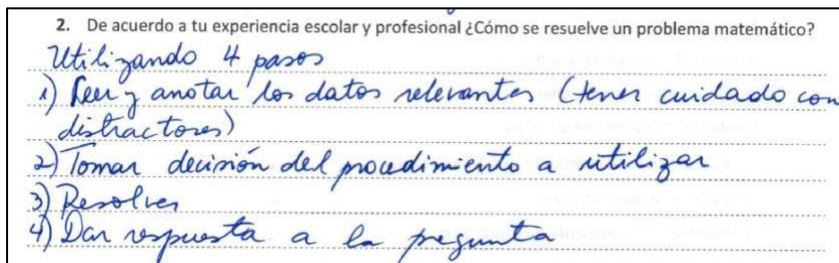 2. De acuerdo a tu experiencia escolar y profesional ¿Cómo se resuelve un problema matemático?
Utilizando 4 pasos
1) Leer y anotar los datos relevantes (tener cuidado con
distractores)
2) Tomar decisión del procedimiento a utilizar
3) Resolver
4) Dar respuesta a la pregunta